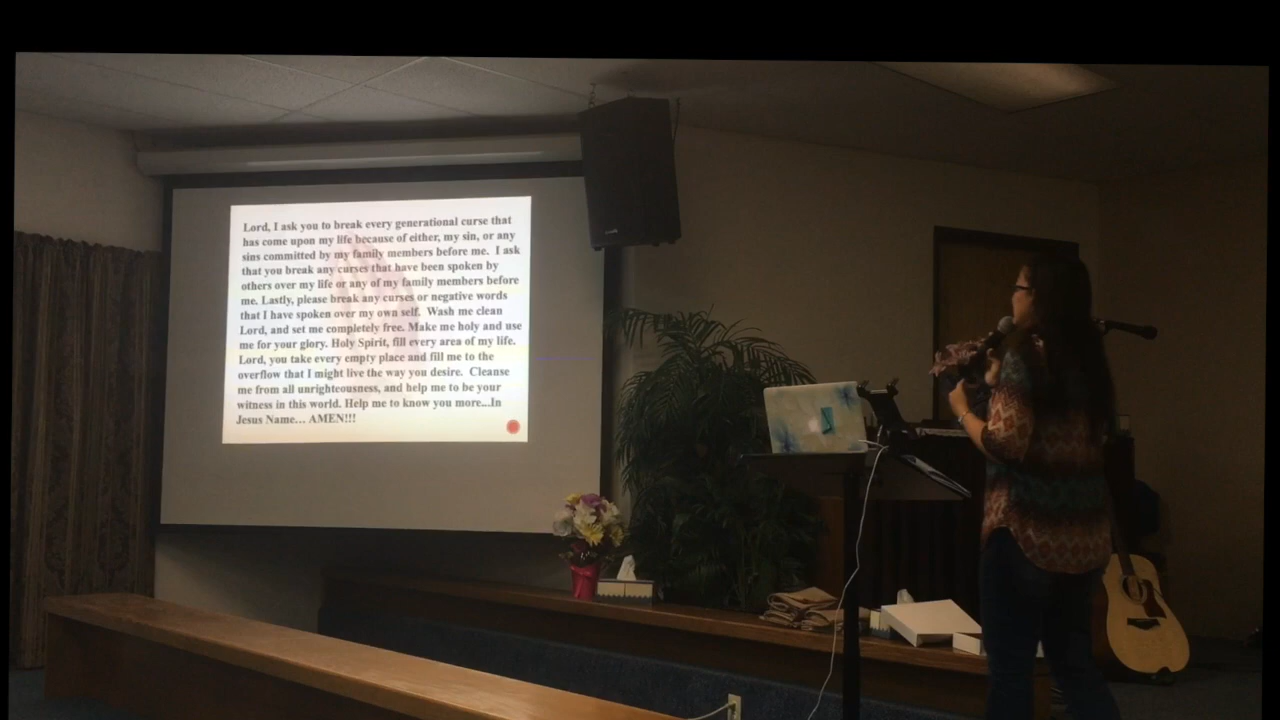 Lord, I ask you to break every generational curse that
has come upon my life because of either, my sin, or any
sins committed by my family members before me. I ask
that you break any curses that have been spoken by
others over my life or any of my family members before
me. Lastly, please break any curses or negative words
that I have spoken over my own self. Wash me clean
Lord, and set me completely free. Make me holy and use
me for your glory. Holy Spirit, fill every area of my life.
Lord, you take every empty place and fill me to the
overflow that I might live the way you desire. Cleanse
me from all unrighteousness, and help me to be your
witness in this world. Help me to know you more...In
Jesus Name... AMEN!!!